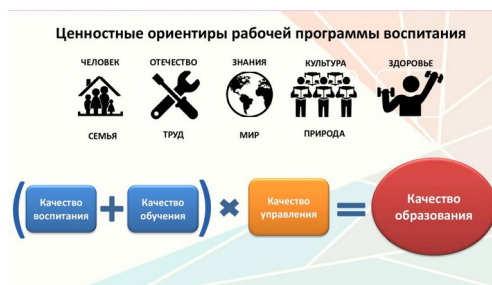 Ценностные ориентиры рабочей программы воспитания
ЧЕЛОВЕК ОТЕЧЕСТВО ЗНАНИЯ КУЛЬТУРА ЗДОРОВЬЕ
СЕМЬЯ ТРУД МИР ПРИРОДА
( Качество воспитания + Качество обучения ) × Качество управления = Качество образования